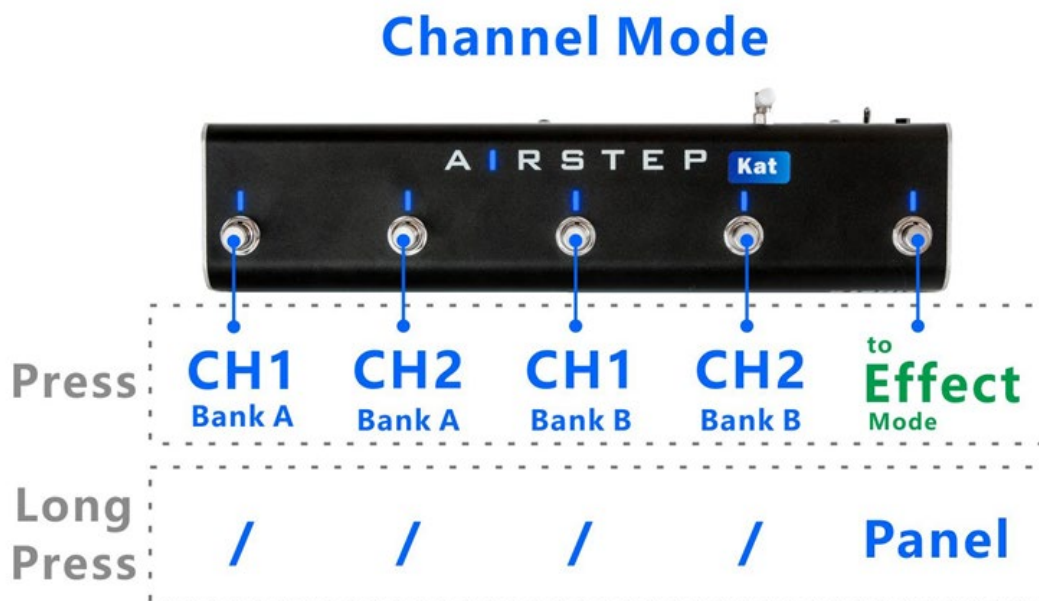 Channel Mode
AIRSTEP Kat
Press
CH1 CH2 CH1 CH2 to Effect Mode
Bank A Bank A Bank B Bank B
Long Press
/ / / / Panel